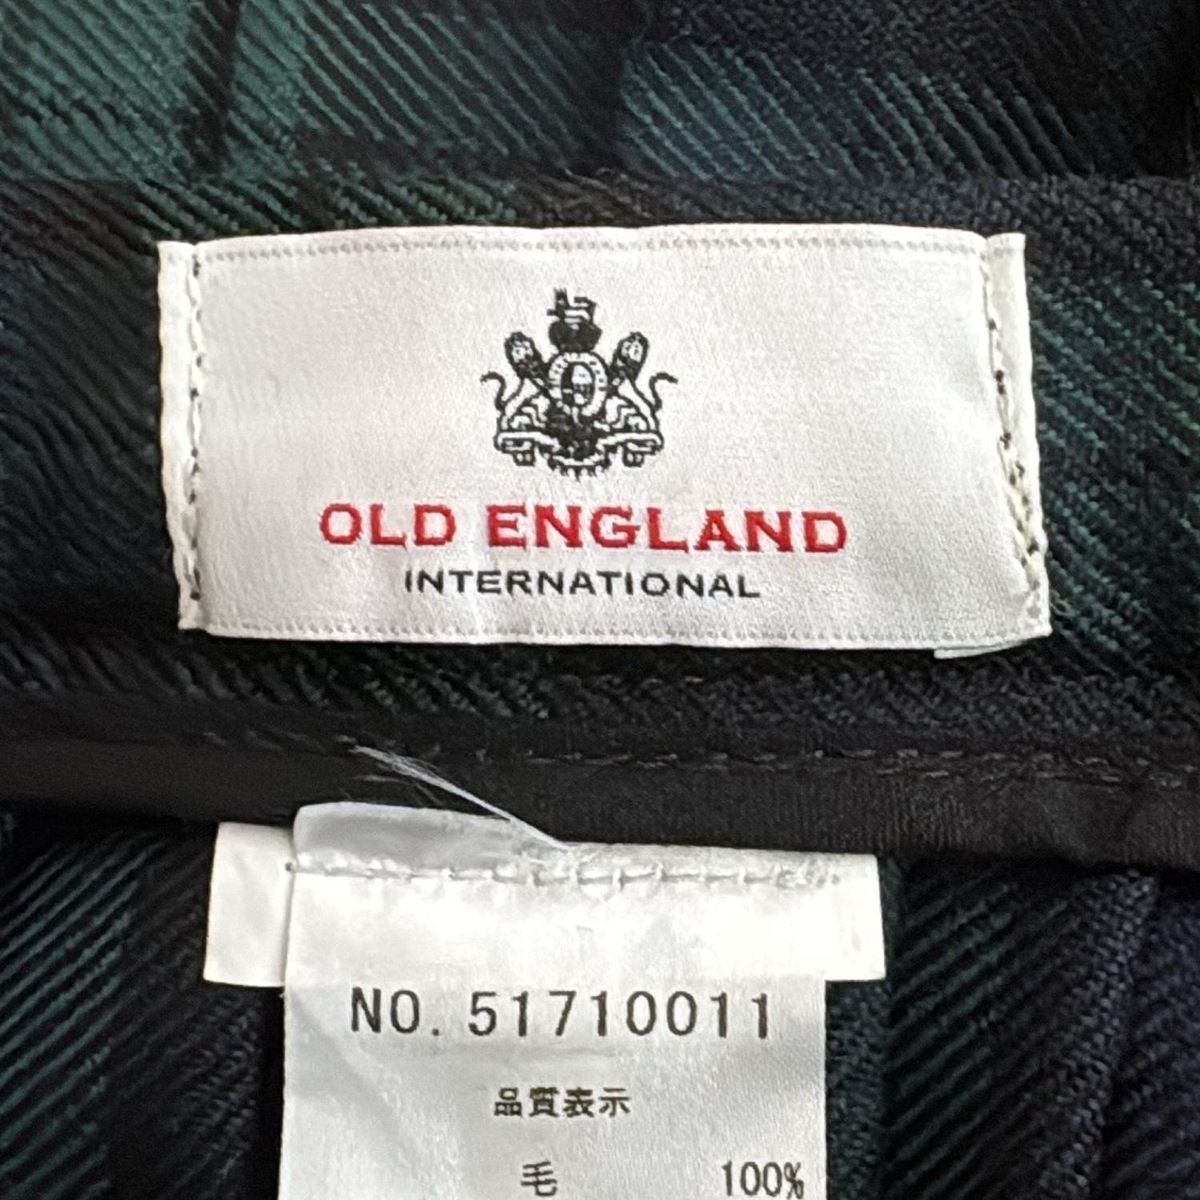 OLD ENGLAND
INTERNATIONAL
NO. 51710011
品質表示
毛 100%